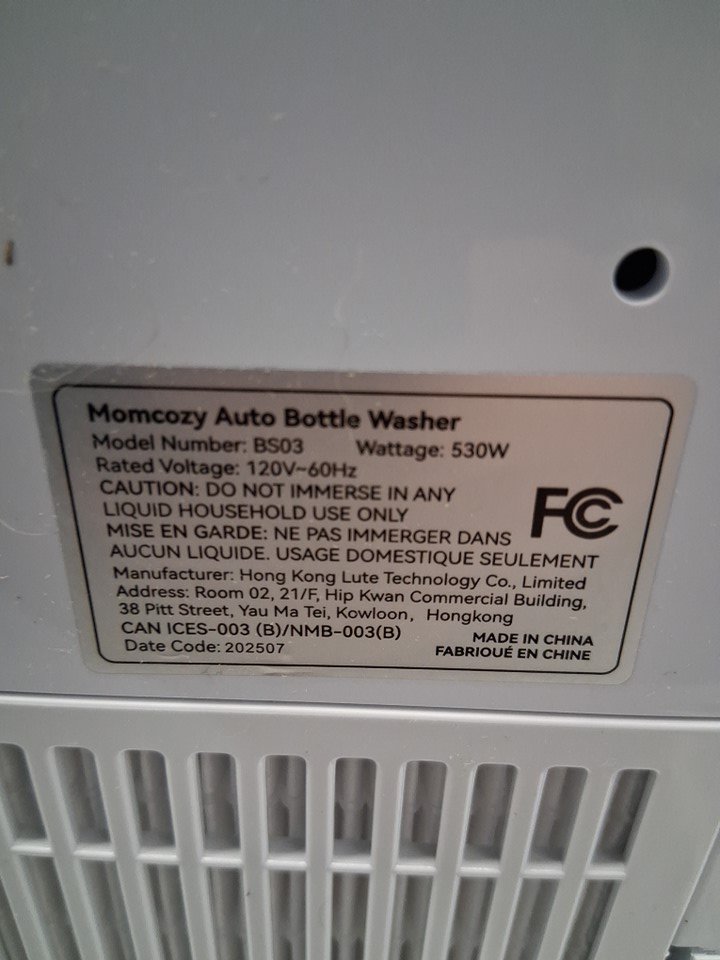 Momcozy Auto Bottle Washer
Model Number: BS03 Wattage: 530W
Rated Voltage: 120V~60Hz
CAUTION: DO NOT IMMERSE IN ANY
LIQUID HOUSEHOLD USE ONLY
MISE EN GARDE: NE PAS IMMERGER DANS
AUCUN LIQUIDE. USAGE DOMESTIQUE SEULEMENT
FC
Manufacturer: Hong Kong Lute Technology Co., Limited
Address: Room 02, 21/F, Hip Kwan Commercial Building,
38 Pitt Street, Yau Ma Tei, Kowloon, Hongkong
CAN ICES-003 (B)/NMB-003(B)
Date Code: 202507
MADE IN CHINA
FABRIOUÉ EN CHINE